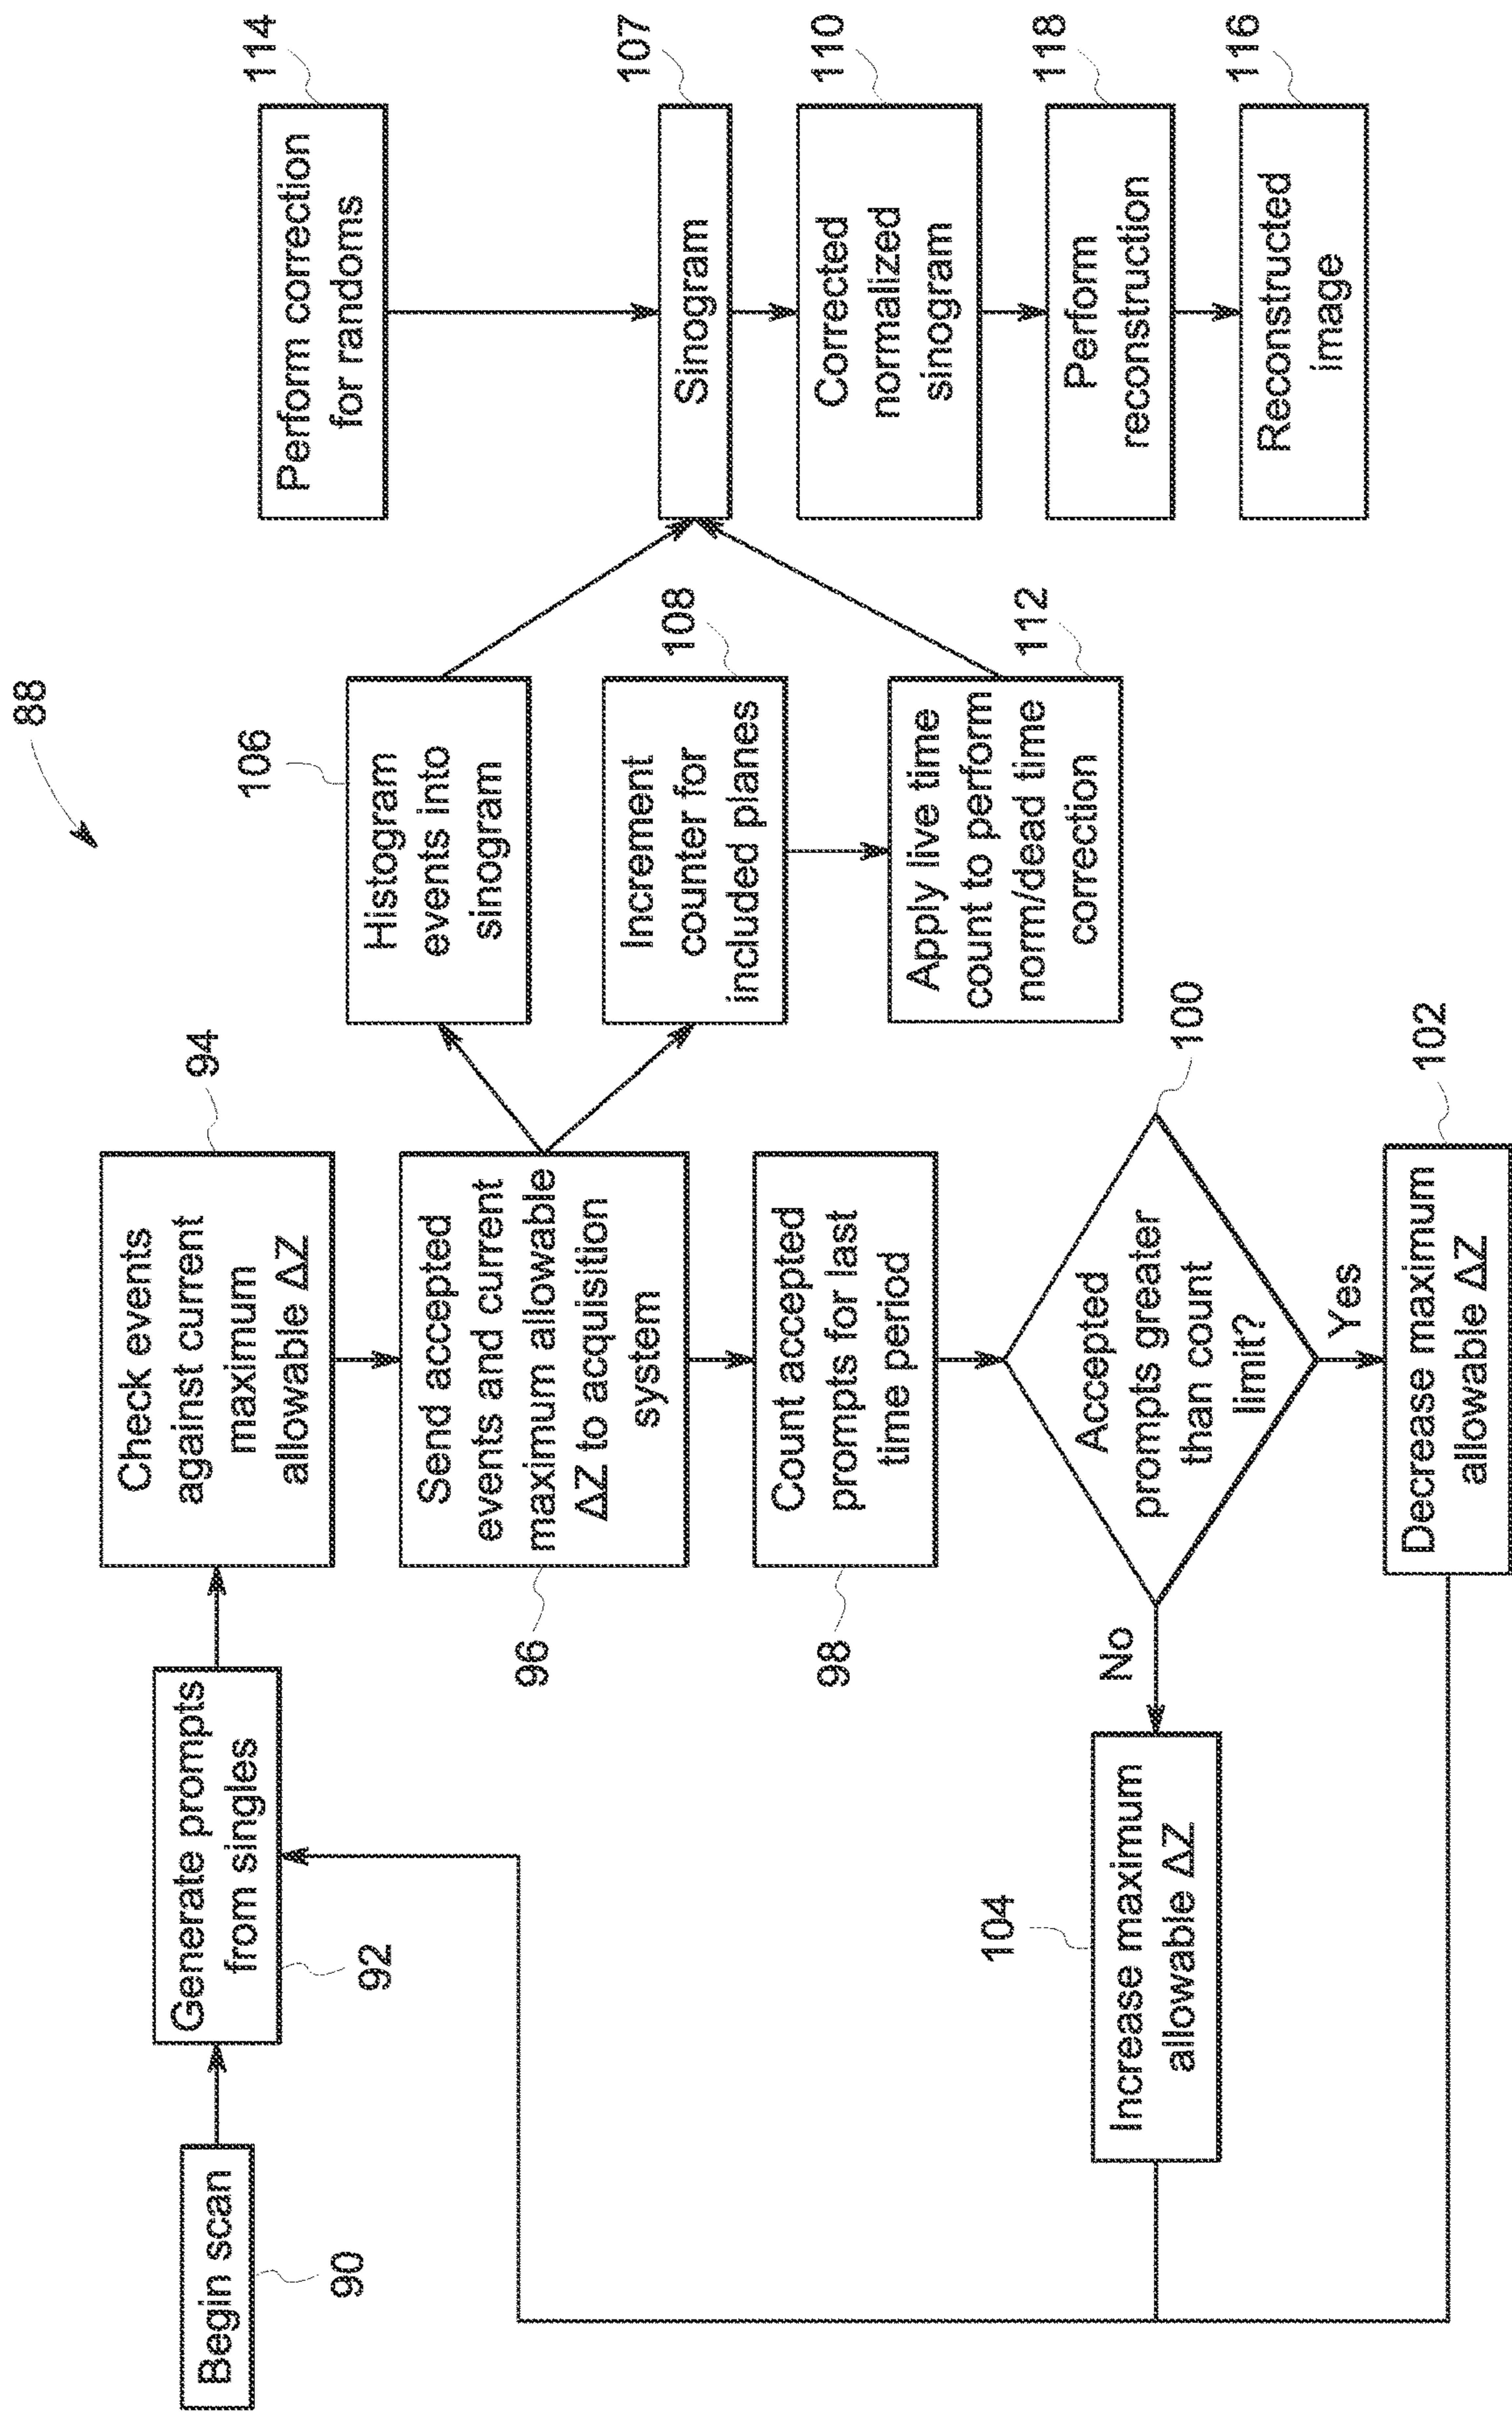 88
Begin scan
90
Generate prompts
from singles
92
Check events
against current
maximum
allowable ΔZ
94
Send accepted
events and current
maximum allowable
ΔZ to acquisition
system
96
Count accepted
prompts for last
time period
98
Accepted
prompts greater
than count
limit?
100
No
Yes
Increase maximum
allowable ΔZ
104
Decrease maximum
allowable ΔZ
102
Histogram
events into
sinogram
106
Increment
counter for
included planes
108
Apply live time
count to perform
norm/dead time
correction
112
Perform correction
for randoms
114
Sinogram
107
Corrected
normalized
sinogram
110
Perform
reconstruction
118
Reconstructed
image
116